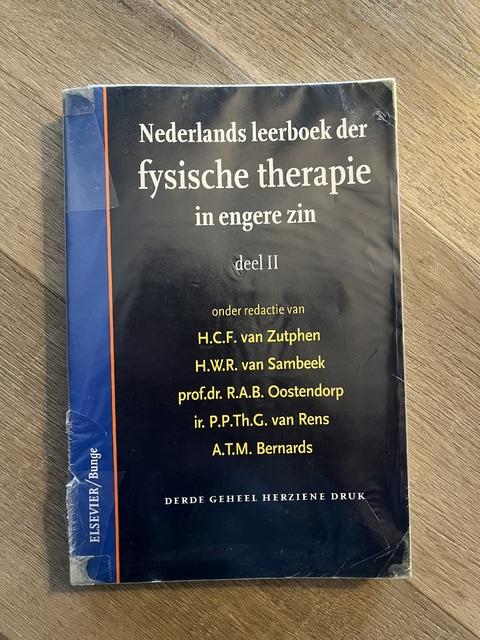 Nederlands leerboek der
fysische therapie
in engere zin
deel II
onder redactie van
H.C.F. van Zutphen
H.W.R. van Sambeek
prof.dr. R.A.B. Oostendorp
ir. P.P.Th.G. van Rens
A.T.M. Bernards
DERDE GEHEEL HERZIENE DRUK
ELSEVIER/Bunge